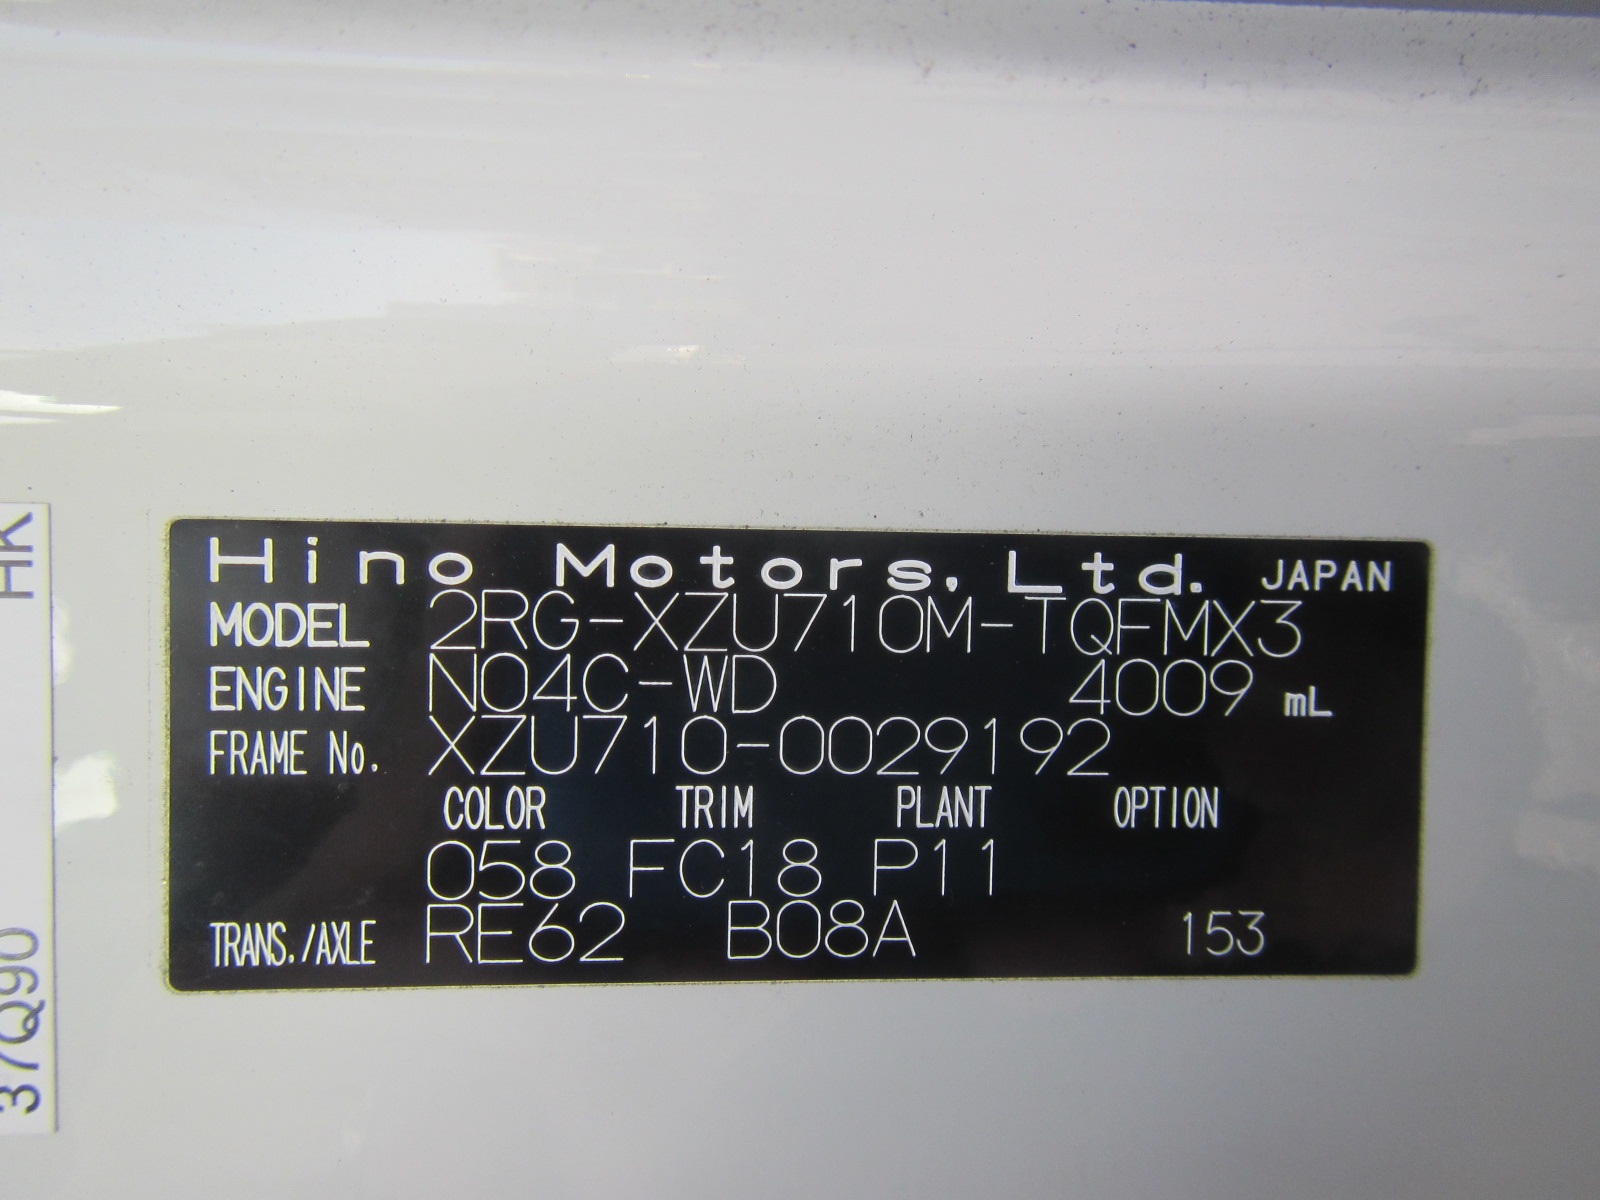 Hino Motors, Ltd. JAPAN
MODEL 2RG-XZU710M-TQFMX3
ENGINE N04C-WD 4009 mL
FRAME No. XZU710-0029192
COLOR TRIM PLANT OPTION
058 FC18 P11
TRANS./AXLE RE62 B08A 153
37Q90 HK